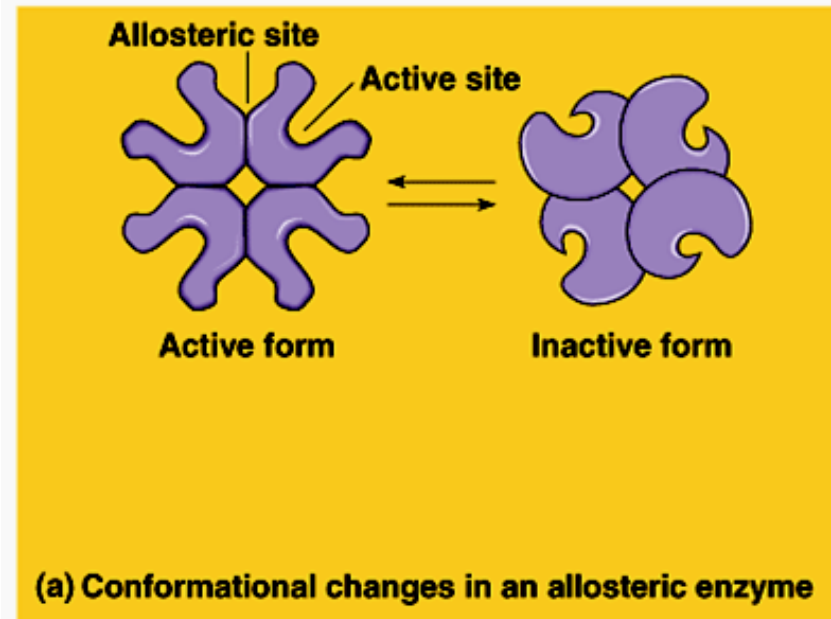 Allosteric site
Active site
Active form
Inactive form
(a) Conformational changes in an allosteric enzyme